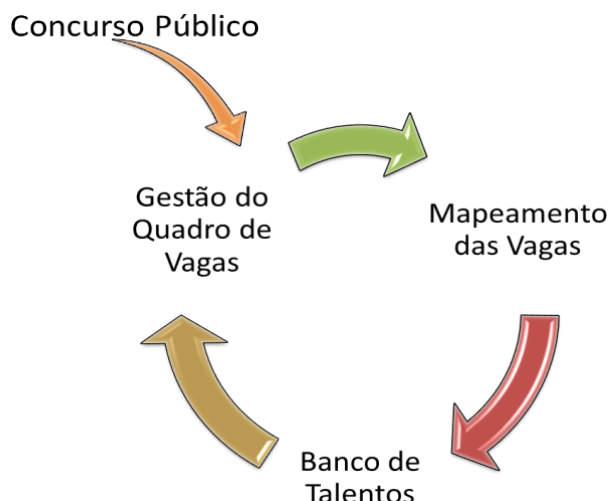 Concurso Público
Gestão do
Quadro de
Vagas
Mapeamento
das Vagas
Banco de
Talentos